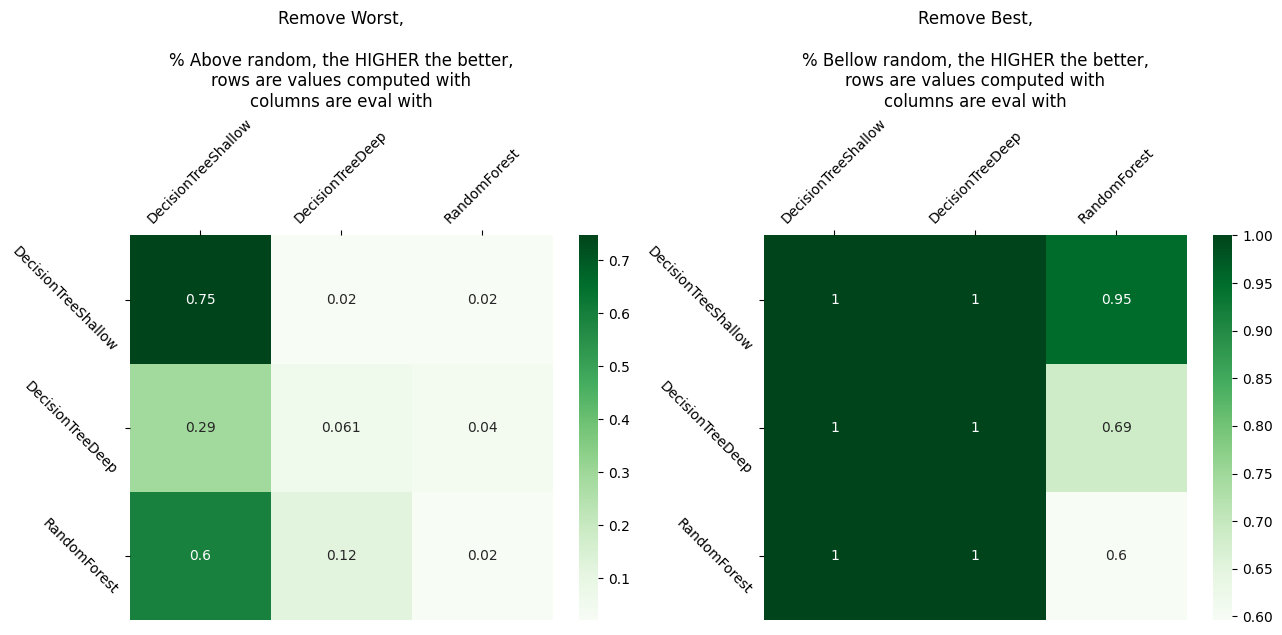 Remove Worst,
% Above random, the HIGHER the better,
rows are values computed with
columns are eval with
DecisionTreeShallow
DecisionTreeDeep
RandomForest
DecisionTreeShallow
DecisionTreeDeep
RandomForest
0.75 0.02 0.02
0.29 0.061 0.04
0.6 0.12 0.02
0.7
0.6
0.5
0.4
0.3
0.2
0.1
Remove Best,
% Bellow random, the HIGHER the better,
rows are values computed with
columns are eval with
DecisionTreeShallow
DecisionTreeDeep
RandomForest
DecisionTreeShallow
DecisionTreeDeep
RandomForest
1 1 0.95
1 1 0.69
1 1 0.6
1.00
0.95
0.90
0.85
0.80
0.75
0.70
0.65
0.60